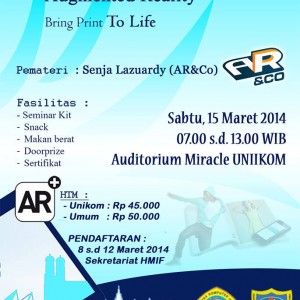 Augmented Reality
Bring Print To Life
Pemateri : Senja Lazuardy (AR&Co)
AR
&CO
Fasilitas :
- Seminar Kit
- Snack
- Makan berat
- Doorprize
- Sertifikat
Sabtu, 15 Maret 2014
07.00 s.d. 13.00 WIB
Auditorium Miracle UNIIKOM
AR+
HTM :
- Unikom : Rp 45.000
- Umum : Rp 50.000
PENDAFTARAN :
8 s.d 12 Maret 2014
Sekretariat HMIF